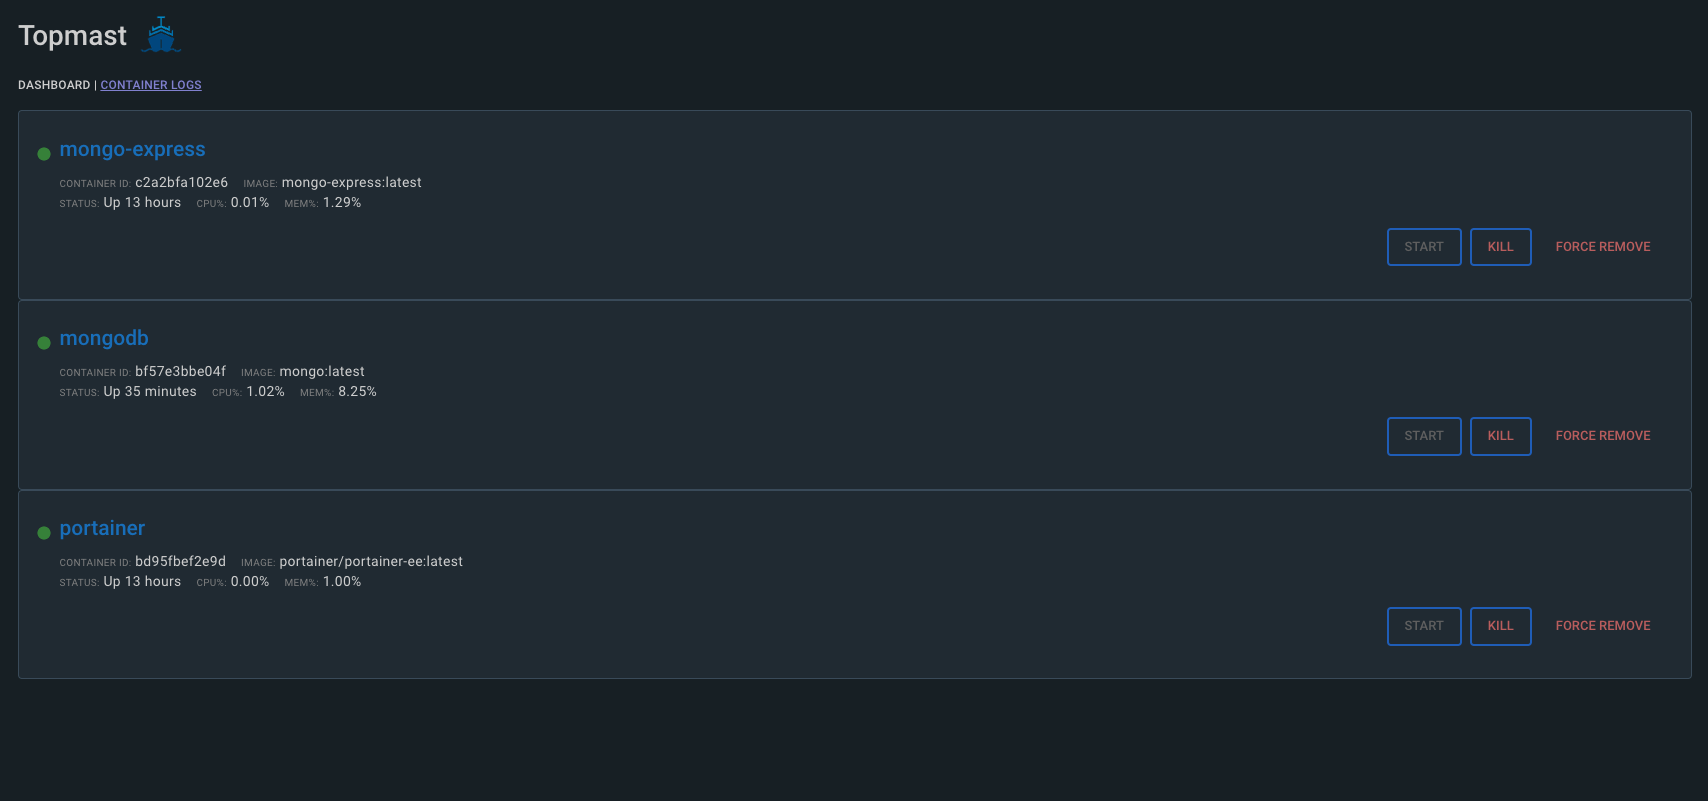 Topmast
DASHBOARD | CONTAINER LOGS
mongo-express
CONTAINER ID: c2a2bfa102e6 IMAGE: mongo-express:latest
STATUS: Up 13 hours CPU%: 0.01% MEM%: 1.29%
START KILL FORCE REMOVE
mongodb
CONTAINER ID: bf57e3bbe04f IMAGE: mongo:latest
STATUS: Up 35 minutes CPU%: 1.02% MEM%: 8.25%
START KILL FORCE REMOVE
portainer
CONTAINER ID: bd95fbef2e9d IMAGE: portainer/portainer-ee:latest
STATUS: Up 13 hours CPU%: 0.00% MEM%: 1.00%
START KILL FORCE REMOVE